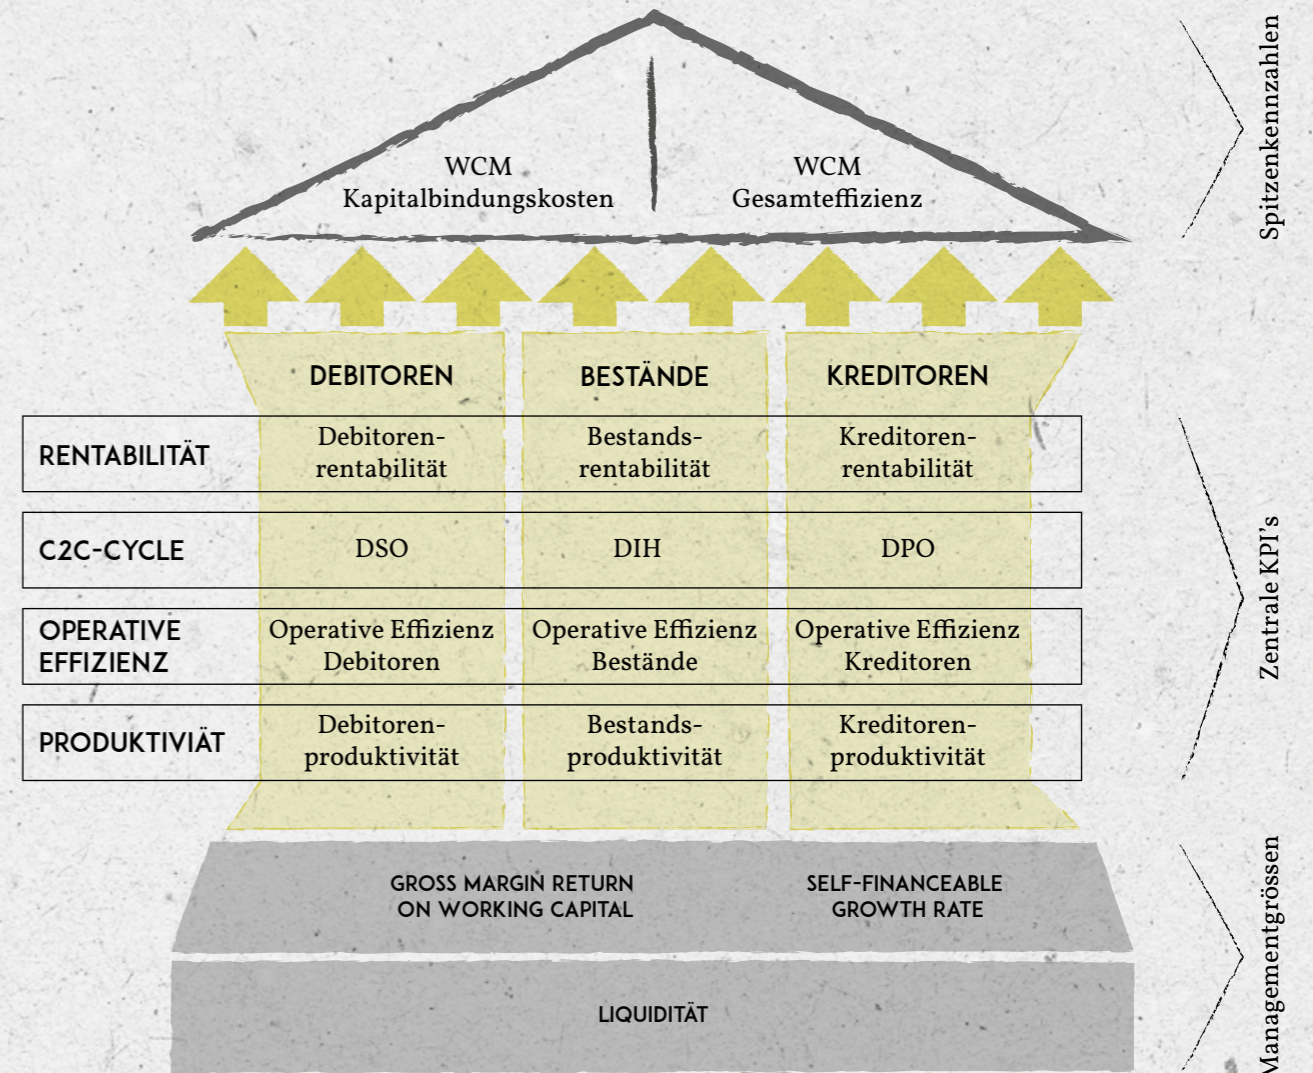 Spitzenkennzahlen
WCM
Kapitalbindungskosten
WCM
Gesamteffizienz
DEBITOREN
BESTÄNDE
KREDITOREN
RENTABILITÄT
Debitoren-
rentabilität
Bestands-
rentabilität
Kreditoren-
rentabilität
C2C-CYCLE
DSO
DIH
DPO
Zentrale KPI's
OPERATIVE
EFFIZIENZ
Operative Effizienz
Debitoren
Operative Effizienz
Bestände
Operative Effizienz
Kreditoren
PRODUKTIVIÄT
Debitoren-
produktivität
Bestands-
produktivität
Kreditoren-
produktivität
GROSS MARGIN RETURN
ON WORKING CAPITAL
SELF-FINANCEABLE
GROWTH RATE
Managementgrössen
LIQUIDITÄT